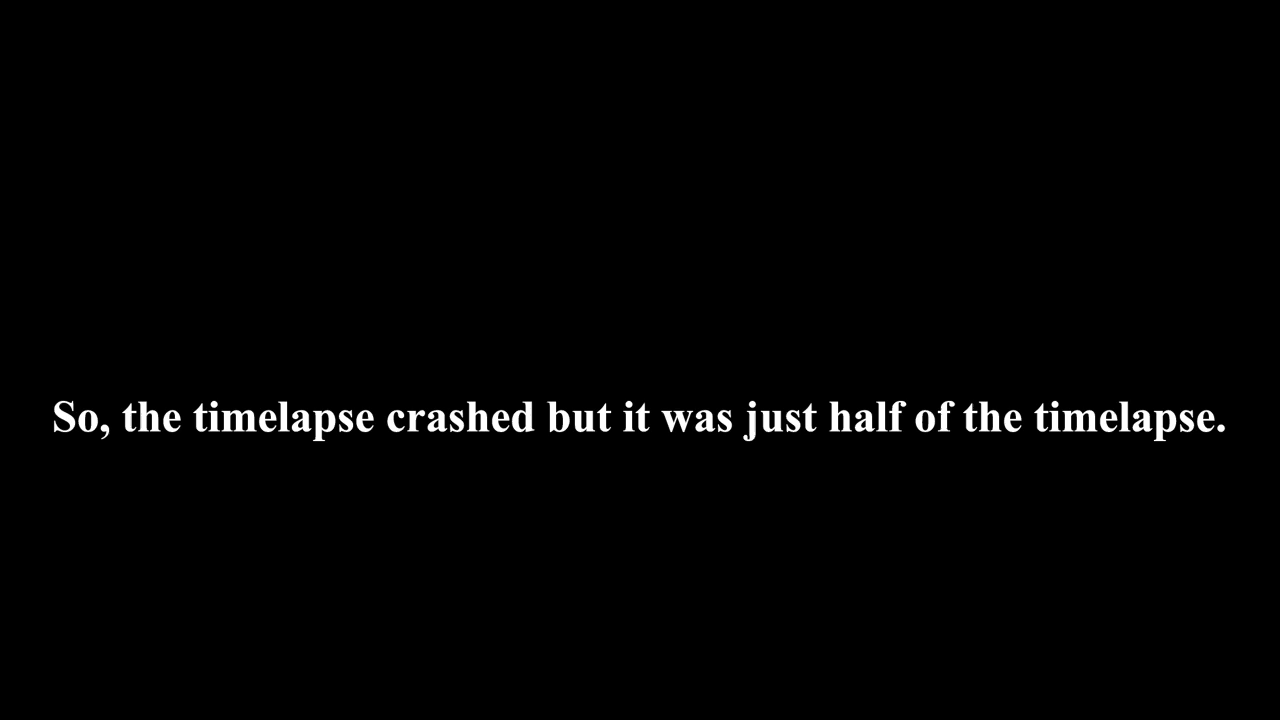 So, the timelapse crashed but it was just half of the timelapse.